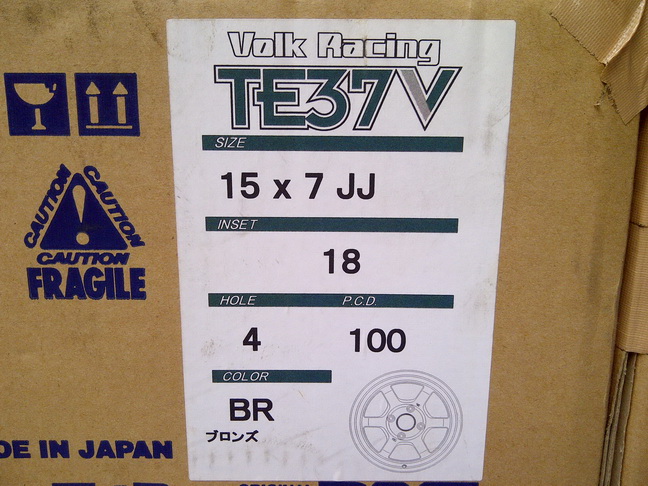 Volk Racing
TE37V
SIZE
15 x 7 JJ
INSET
18
HOLE P.C.D.
4 100
COLOR
BR
ブロンズ
CAUTION
CAUTION
CAUTION
FRAGILE
DE IN JAPAN
ORIGINAL